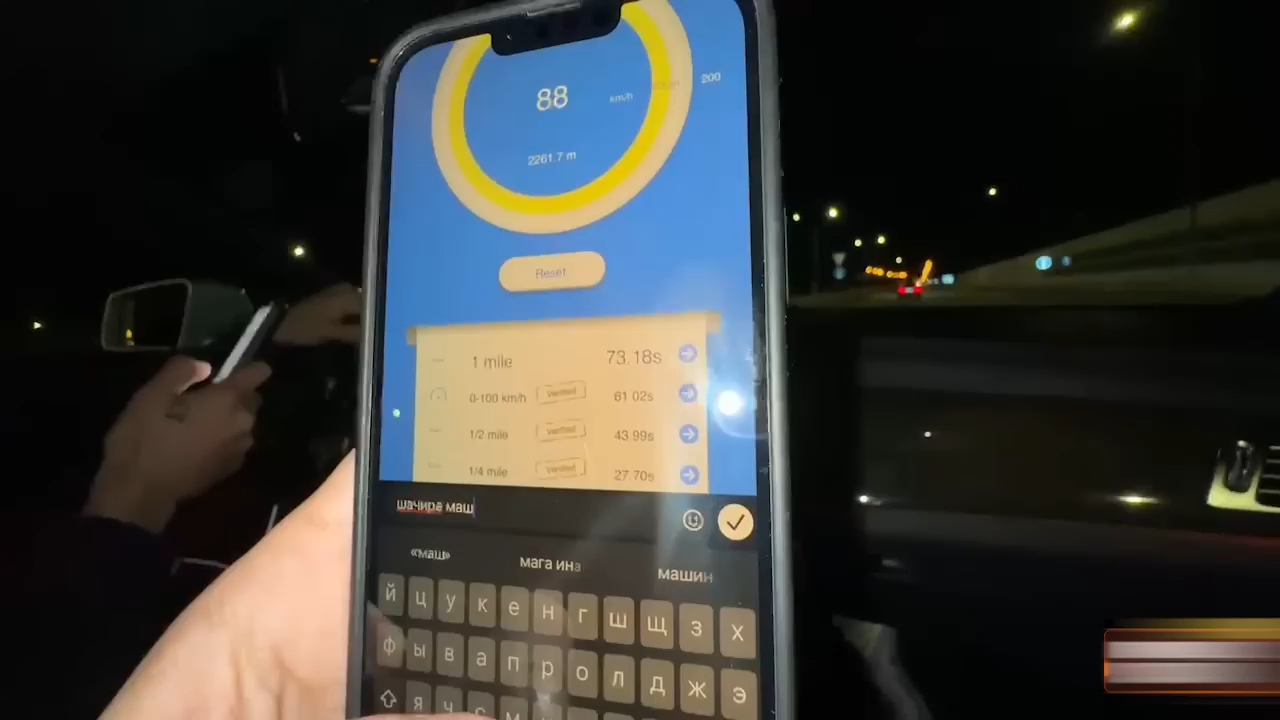 88 km/h 200
2261.7 m
Reset
1 mile 73.18s
0-100 km/h Verified 61.02s
1/2 mile Verified 43.99s
1/4 mile Verified 27.70s
шачира маш
«маш» мага ина машин
й ц у к е н г ш щ з х
ф ы в а п р о л д ж э
я ч с м